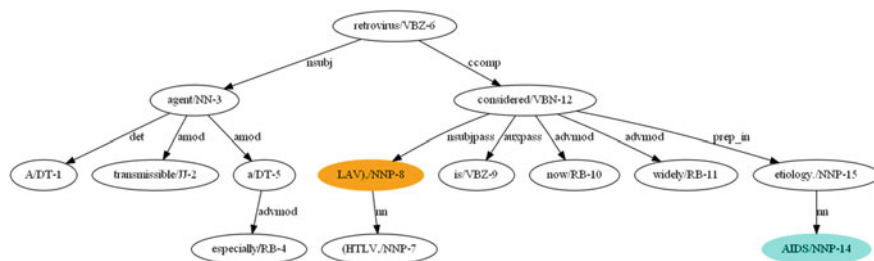 retrovirus/VBZ-6
nsubj ccomp
agent/NN-3 considered/VBN-12
det amod amod nsubjpass auxpass advmod advmod prep_in
A/DT-1 transmissible/JJ-2 a/DT-5 LAV),/NNP-8 is/VBZ-9 now/RB-10 widely/RB-11 etiology./NNP-15
advmod nn nn
especially/RB-4 (HTLV,/NNP-7 AIDS/NNP-14